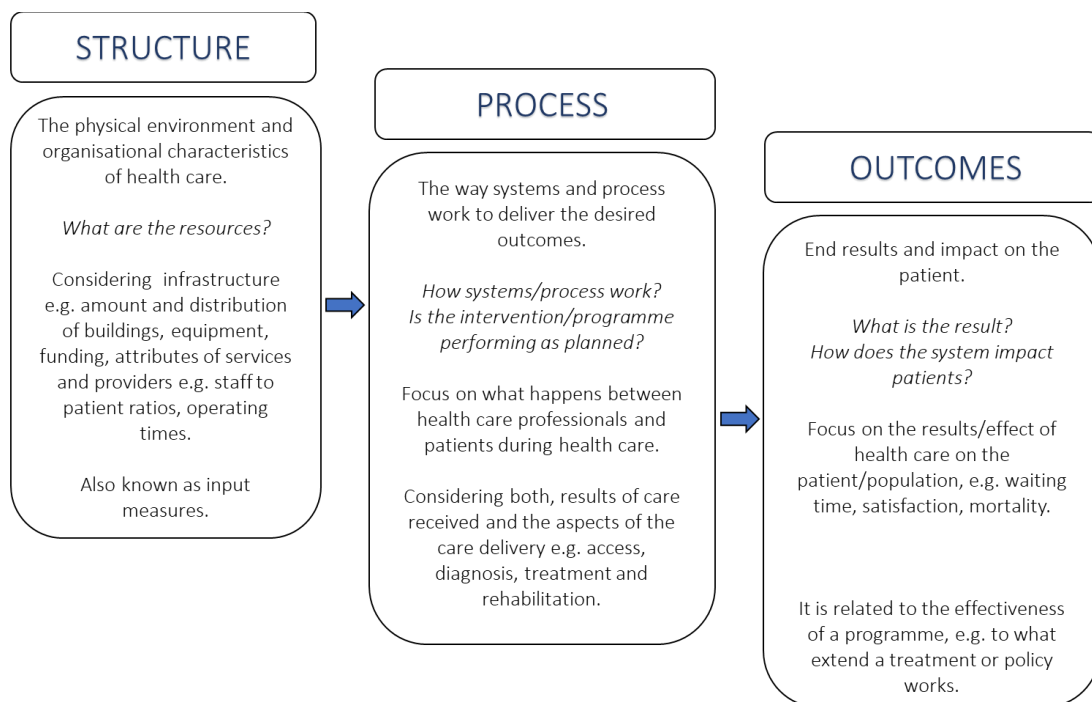 STRUCTURE
The physical environment and
organisational characteristics
of health care.
What are the resources?
Considering infrastructure
e.g. amount and distribution
of buildings, equipment,
funding, attributes of services
and providers e.g. staff to
patient ratios, operating
times.
Also known as input
measures.
PROCESS
The way systems and process
work to deliver the desired
outcomes.
How systems/process work?
Is the intervention/programme
performing as planned?
Focus on what happens between
health care professionals and
patients during health care.
Considering both, results of care
received and the aspects of the
care delivery e.g. access,
diagnosis, treatment and
rehabilitation.
OUTCOMES
End results and impact on the
patient.
What is the result?
How does the system impact
patients?
Focus on the results/effect of
health care on the
patient/population, e.g. waiting
time, satisfaction, mortality.
It is related to the effectiveness
of a programme, e.g. to what
extend a treatment or policy
works.